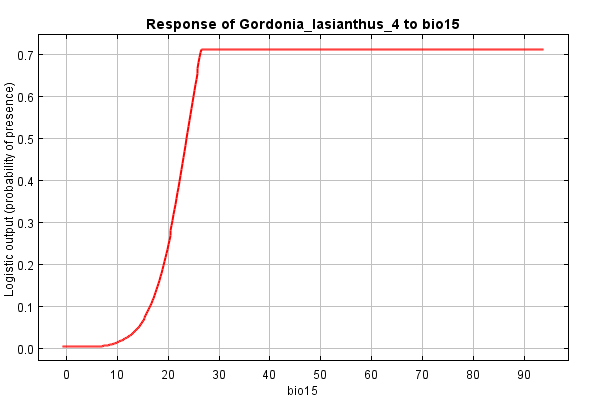 Response of Gordonia_lasianthus_4 to bio15
Logistic output (probability of presence)
0.7
0.6
0.5
0.4
0.3
0.2
0.1
0.0
0 10 20 30 40 50 60 70 80 90
bio15